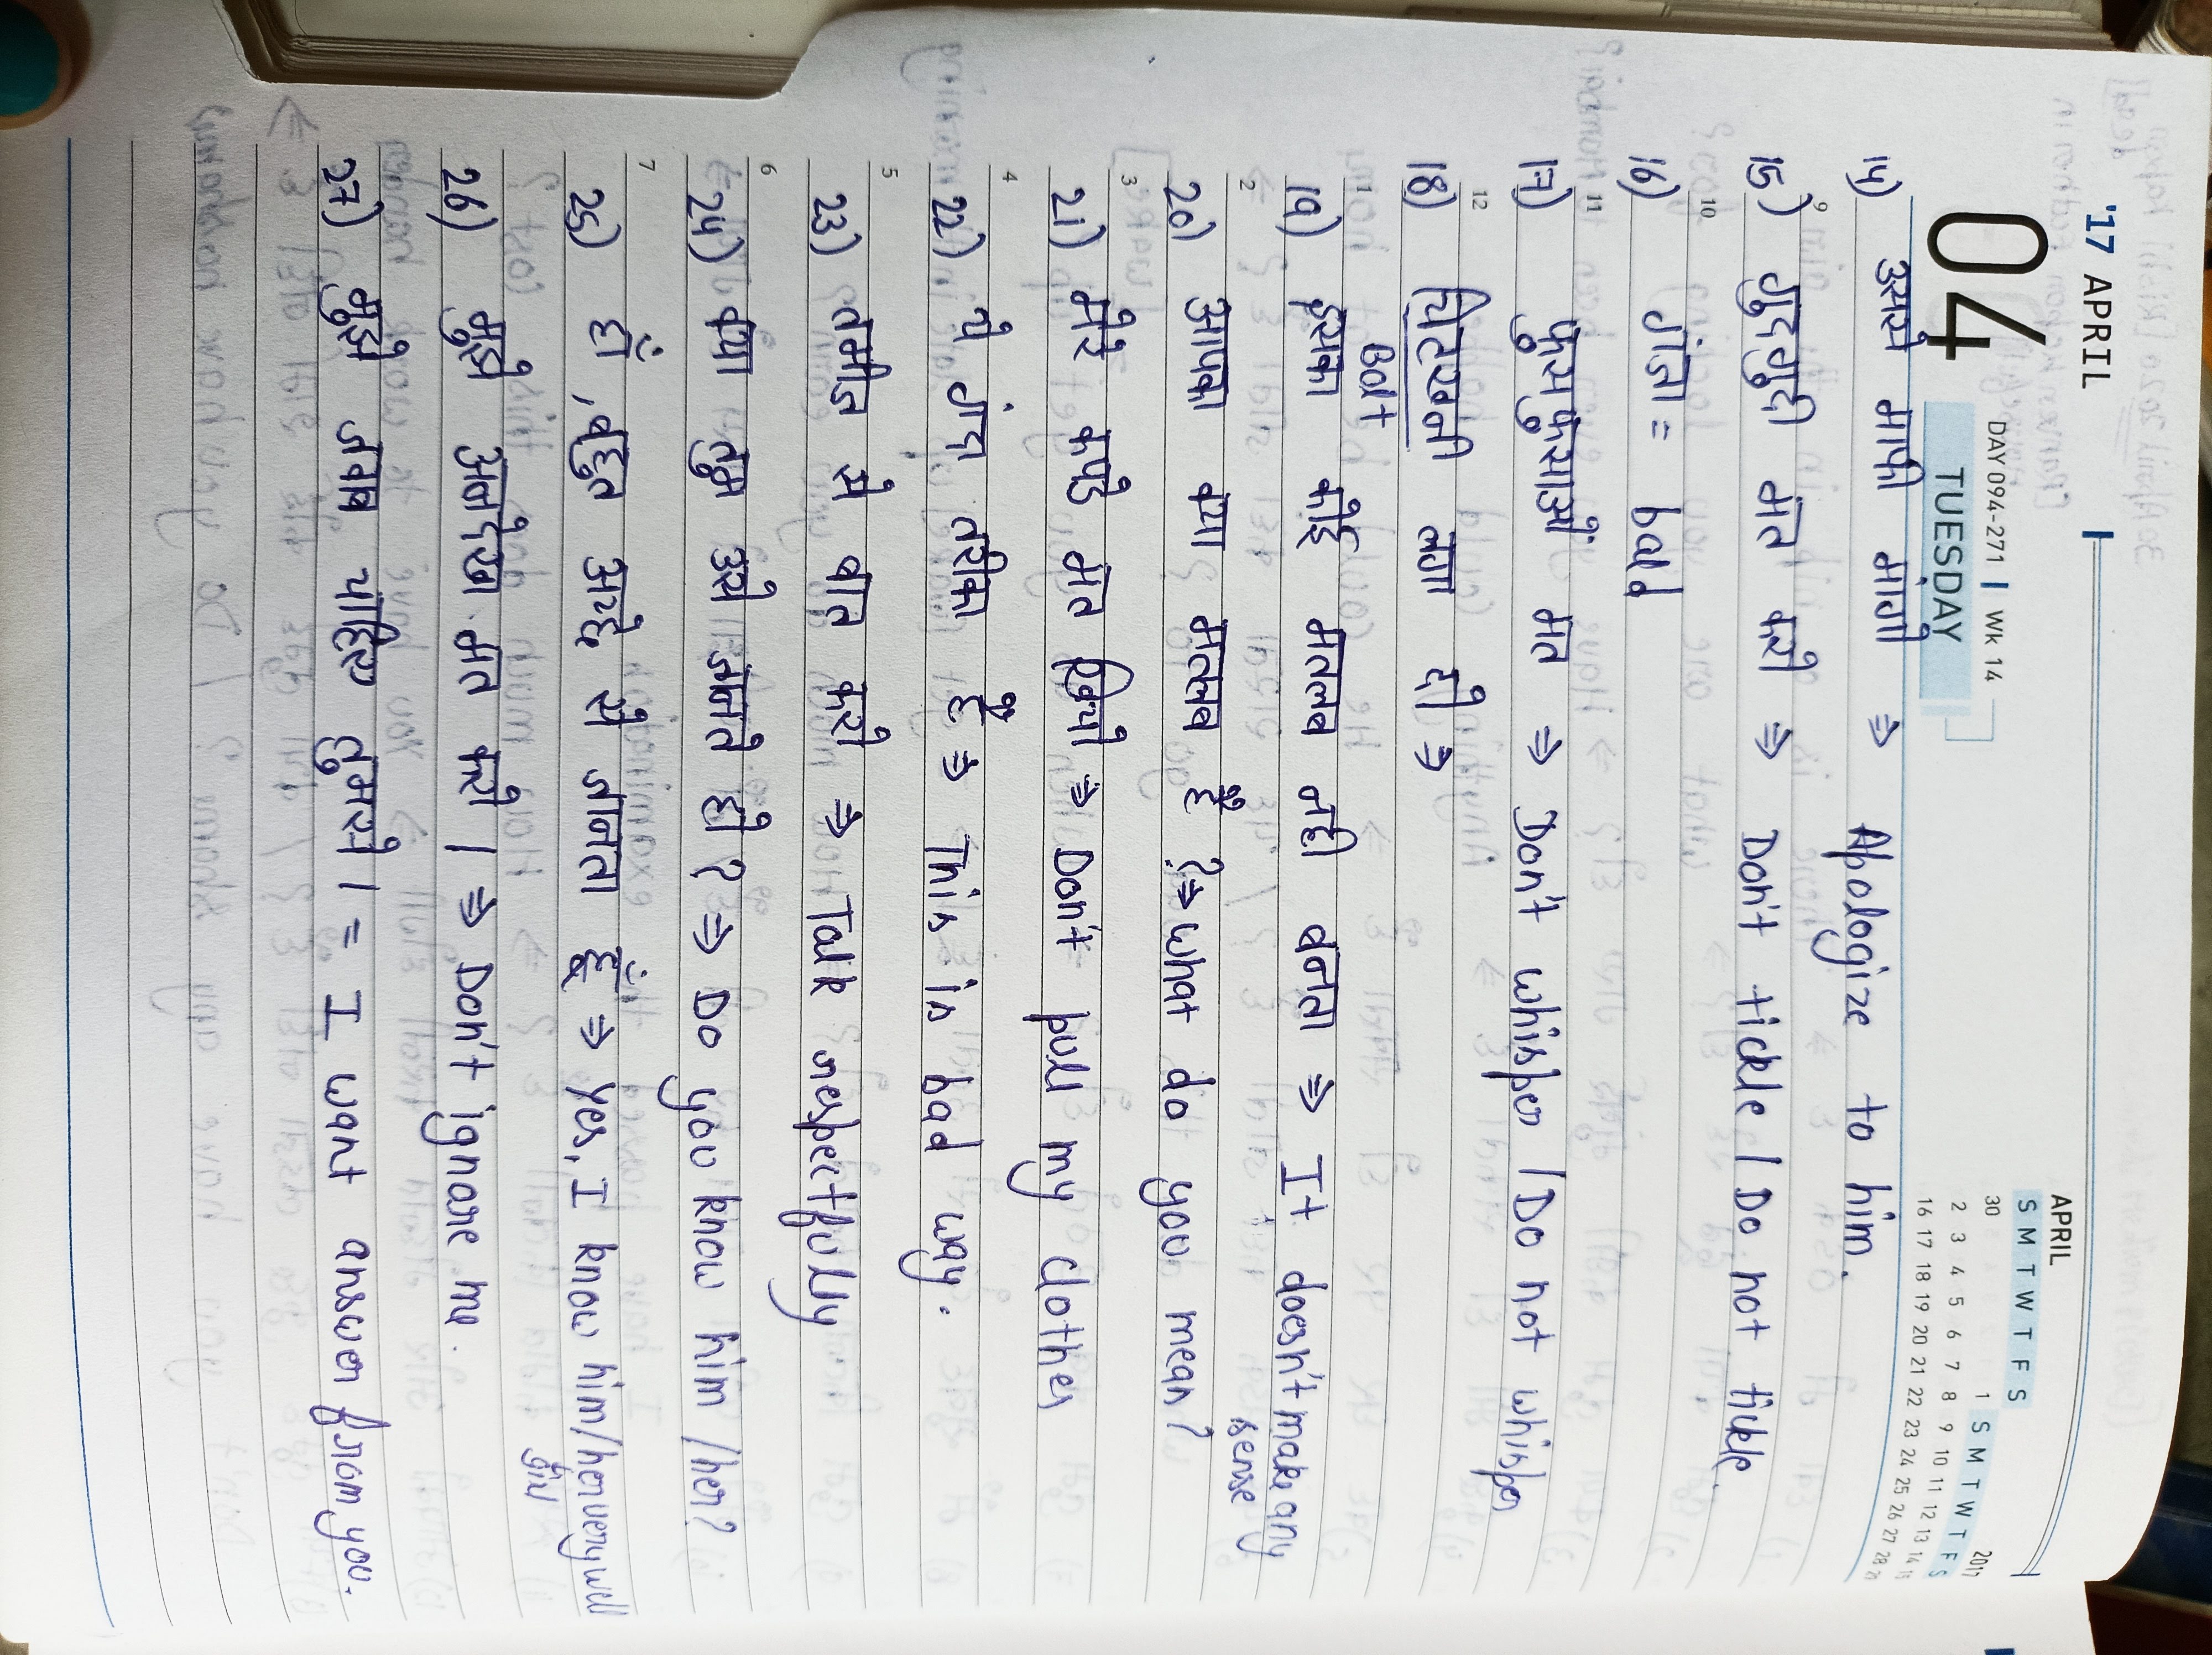 '17 APRIL
04
DAY 094-271 | Wk 14
TUESDAY
APRIL 2017
S M T W T F S S M T W T F S
30 1
2 3 4 5 6 7 8 9 10 11 12 13 14 15
16 17 18 19 20 21 22 23 24 25 26 27 28 29
14) उससे माफी मांगो ⇒ Apologize to him.
9
15) गुदगुदी मत करो ⇒ Don't tickle / Do not tickle.
10
16) गंजा = bald
11
17) फुसफुसाओ मत ⇒ Don't whisper / Do not whisper
12
18) चिटखनी लगा दो ⇒
Bolt
1
19) इसका कोई मतलब नही बनता ⇒ It doesn't make any
sense
2
20) आपका क्या मतलब है ? ⇒ what do you mean?
3
21) मेरे कपड़े मत खिंचो ⇒ Don't pull my clothes
4
22) ये गंदा तरीका है ⇒ This is bad way.
5
23) तमीज से बात करो ⇒ Talk respectfully
6
24) क्या तुम उसे जानते हो ? ⇒ Do you know him / her?
7
25) हाँ , बहुत अच्छे से जानता हूँ ⇒ Yes, I know him/her very well
26) मुझे अनदेखा मत करो | ⇒ Don't ignore me.
27) मुझे जवाब चाहिए तुमसे | = I want answer from you.